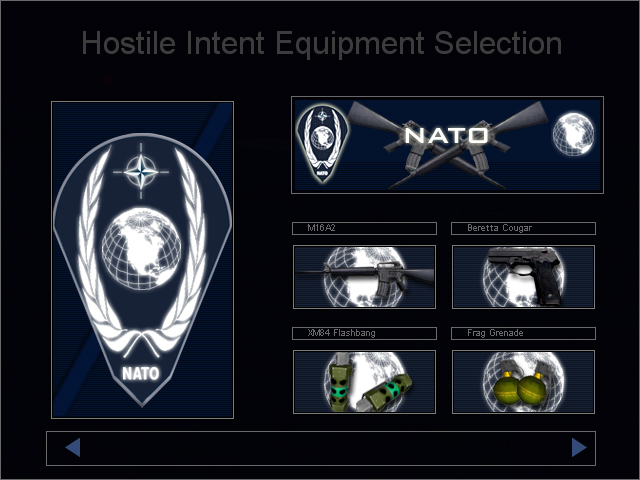 Hostile Intent Equipment Selection
NATO
NATO
NATO
M16A2
Beretta Cougar
XM84 Flashbang
Frag Grenade